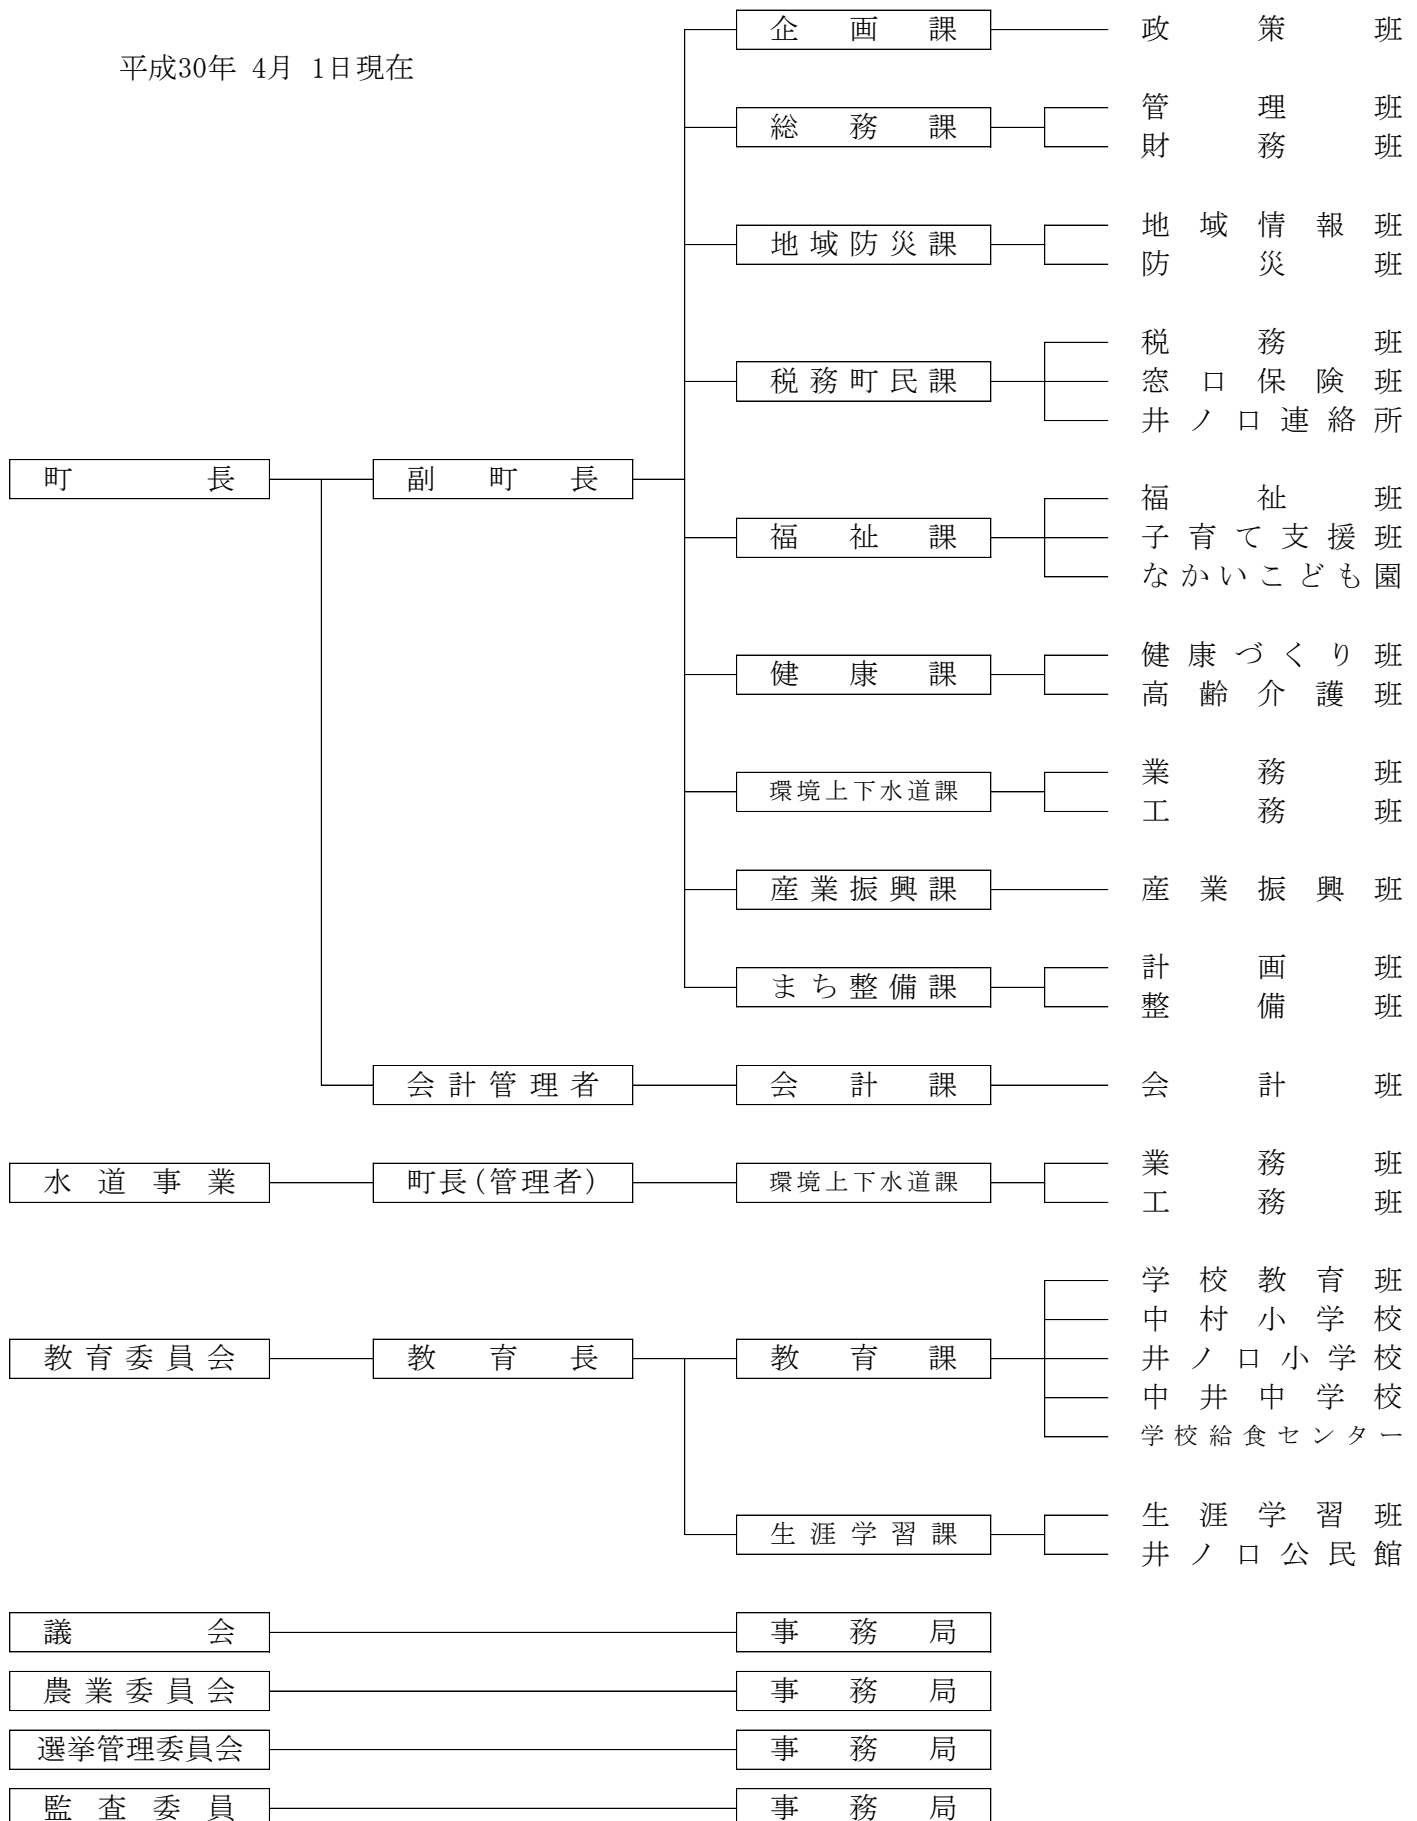 平成30年 4月 1日現在
企画課 政策班
総務課 管理班
財務班
地域防災課 地域情報班
防災班
税務町民課 税務班
窓口保険班
井ノ口連絡所
町長 副町長
福祉課 福祉班
子育て支援班
なかいこども園
健康課 健康づくり班
高齢介護班
環境上下水道課 業務班
工務班
産業振興課 産業振興班
まち整備課 計画班
整備班
会計管理者 会計課 会計班
水道事業 町長(管理者) 環境上下水道課 業務班
工務班
教育委員会 教育長 教育課 学校教育班
中村小学校
井ノ口小学校
中井中学校
学校給食センター
生涯学習課 生涯学習班
井ノ口公民館
議会 事務局
農業委員会 事務局
選挙管理委員会 事務局
監査委員 事務局